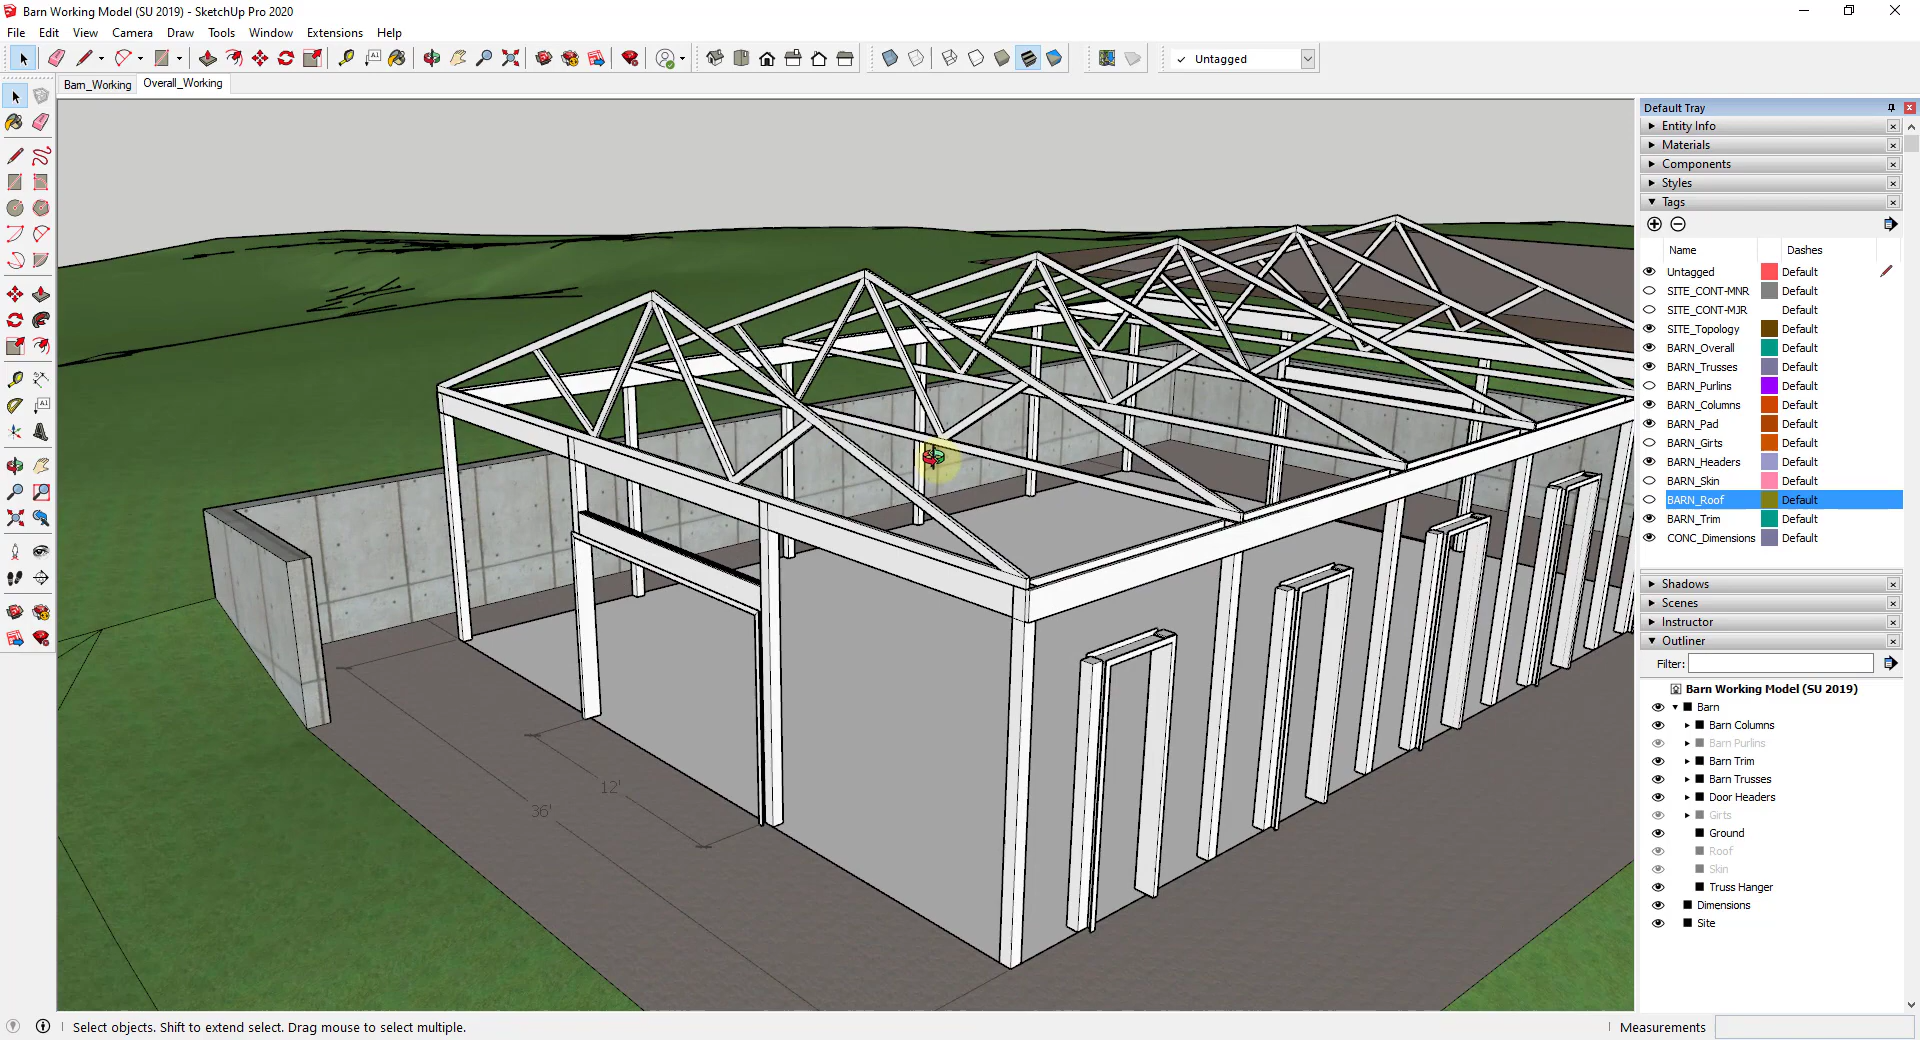 Barn Working Model (SU 2019) - SketchUp Pro 2020
File Edit View Camera Draw Tools Window Extensions Help
✓ Untagged
Barn_Working Overall_Working
Default Tray
Entity Info
Materials
Components
Styles
Tags
Name Dashes
Untagged Default
SITE_CONT-MNR Default
SITE_CONT-MJR Default
SITE_Topology Default
BARN_Overall Default
BARN_Trusses Default
BARN_Purlins Default
BARN_Columns Default
BARN_Pad Default
BARN_Girts Default
BARN_Headers Default
BARN_Skin Default
BARN_Roof Default
BARN_Trim Default
CONC_Dimensions Default
Shadows
Scenes
Instructor
Outliner
Filter:
Barn Working Model (SU 2019)
Barn
Barn Columns
Barn Purlins
Barn Trim
Barn Trusses
Door Headers
Girts
Ground
Roof
Skin
Truss Hanger
Dimensions
Site
12'
36'
Select objects. Shift to extend select. Drag mouse to select multiple.
Measurements